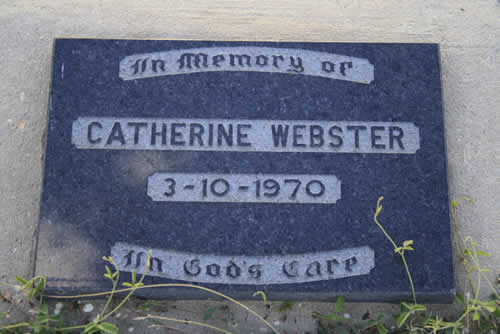 In Memory of
CATHERINE WEBSTER
3-10-1970
In God's Care